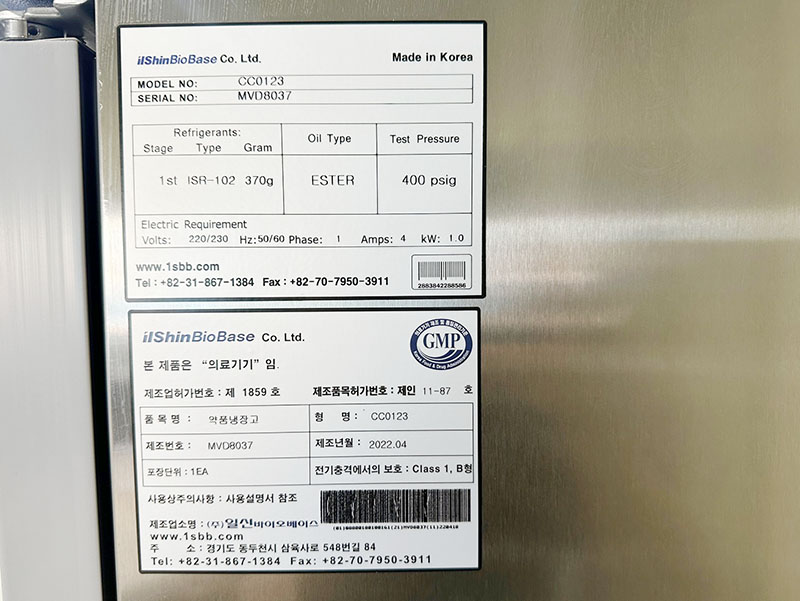 ilShinBioBase Co. Ltd. Made in Korea
MODEL NO: CC0123
SERIAL NO: MVD8037
Refrigerants:
Stage Type Gram Oil Type Test Pressure
1st ISR-102 370g ESTER 400 psig
Electric Requirement
Volts: 220/230 Hz:50/60 Phase: 1 Amps: 4 kW: 1.0
www.1sbb.com
Tel : +82-31-867-1384 Fax : +82-70-7950-3911
2883842288586
ilShinBioBase Co. Ltd.
GMP
본 제품은 "의료기기" 임.
제조업허가번호 : 제 1859 호 제조품목허가번호 : 제인 11-87 호
품 목 명 : 약품냉장고 형 명 : CC0123
제조번호 : MVD8037 제조년월 : 2022.04
포장단위 : 1EA 전기충격에서의 보호 : Class 1, B형
사용상주의사항 : 사용설명서 참조
제조업소명 : (주) 일신바이오베이스
www.1sbb.com
주 소 : 경기도 동두천시 삼육사로 548번길 84
Tel: +82-31-867-1384 Fax: +82-70-7950-3911